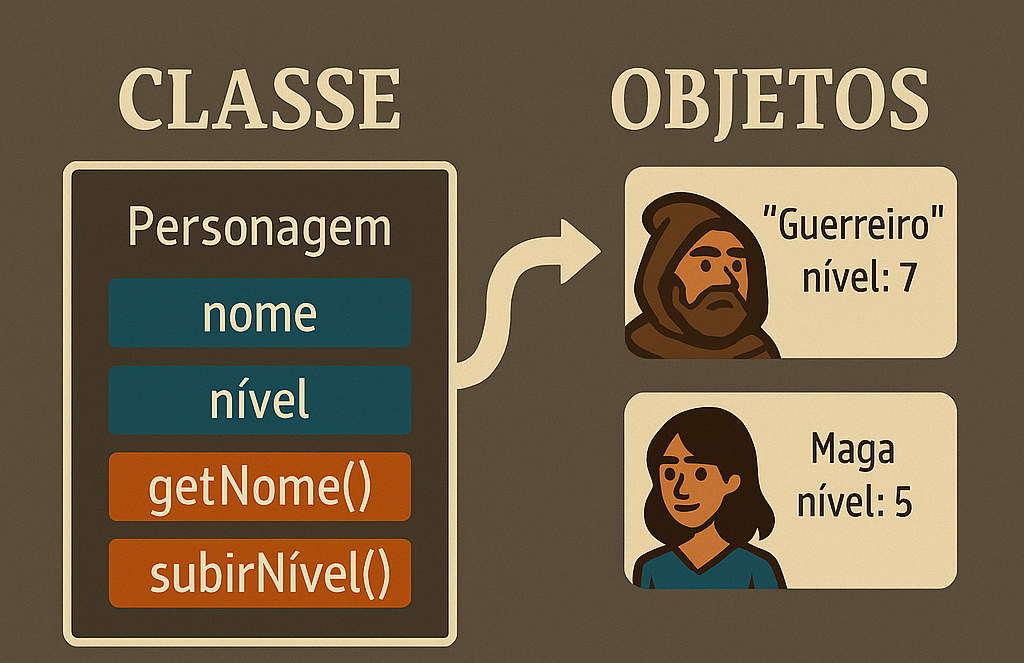 CLASSE
Personagem
nome
nível
getNome()
subirNível()
OBJETOS
"Guerreiro"
nível: 7
Maga
nível: 5